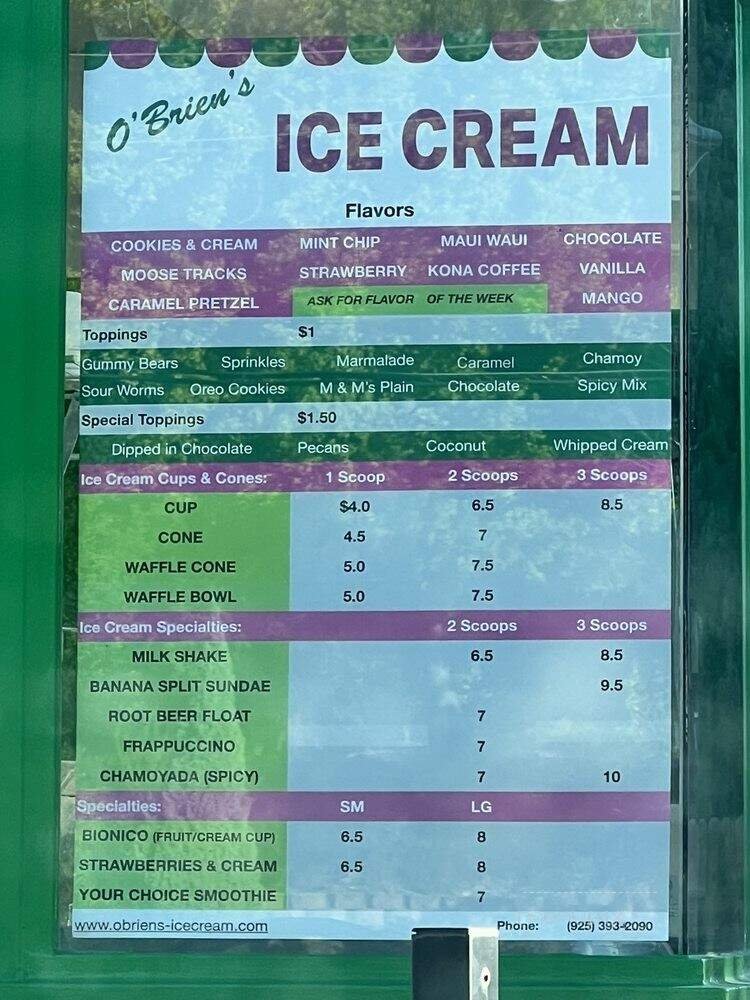 O'Brien's
ICE CREAM
Flavors
COOKIES & CREAM MINT CHIP MAUI WAUI CHOCOLATE
MOOSE TRACKS STRAWBERRY KONA COFFEE VANILLA
CARAMEL PRETZEL ASK FOR FLAVOR OF THE WEEK MANGO
Toppings $1
Gummy Bears Sprinkles Marmalade Caramel Chamoy
Sour Worms Oreo Cookies M & M's Plain Chocolate Spicy Mix
Special Toppings $1.50
Dipped in Chocolate Pecans Coconut Whipped Cream
Ice Cream Cups & Cones: 1 Scoop 2 Scoops 3 Scoops
CUP $4.0 6.5 8.5
CONE 4.5 7
WAFFLE CONE 5.0 7.5
WAFFLE BOWL 5.0 7.5
Ice Cream Specialties: 2 Scoops 3 Scoops
MILK SHAKE 6.5 8.5
BANANA SPLIT SUNDAE 9.5
ROOT BEER FLOAT 7
FRAPPUCCINO 7
CHAMOYADA (SPICY) 7 10
Specialties: SM LG
BIONICO (FRUIT/CREAM CUP) 6.5 8
STRAWBERRIES & CREAM 6.5 8
YOUR CHOICE SMOOTHIE 7
www.obriens-icecream.com Phone: (925) 393-2090